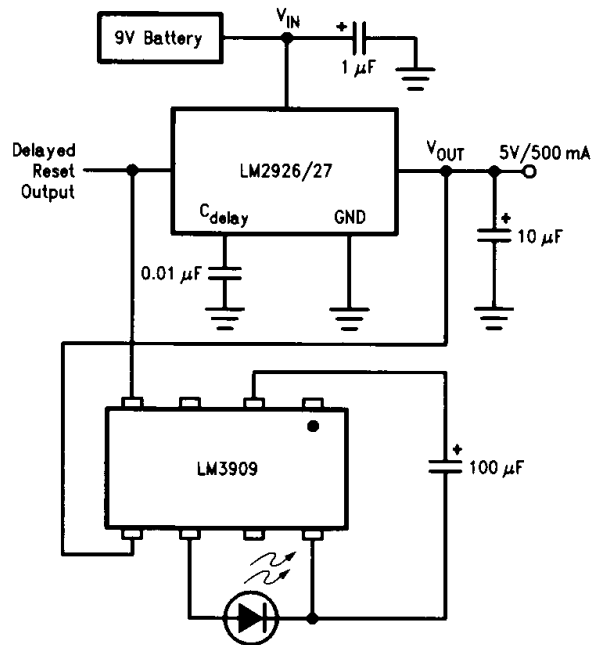 9V Battery
V_IN
+
1 μF
Delayed
Reset
Output
LM2926/27
C_delay
GND
V_OUT
5V/500 mA
+
10 μF
0.01 μF
LM3909
+
100 μF